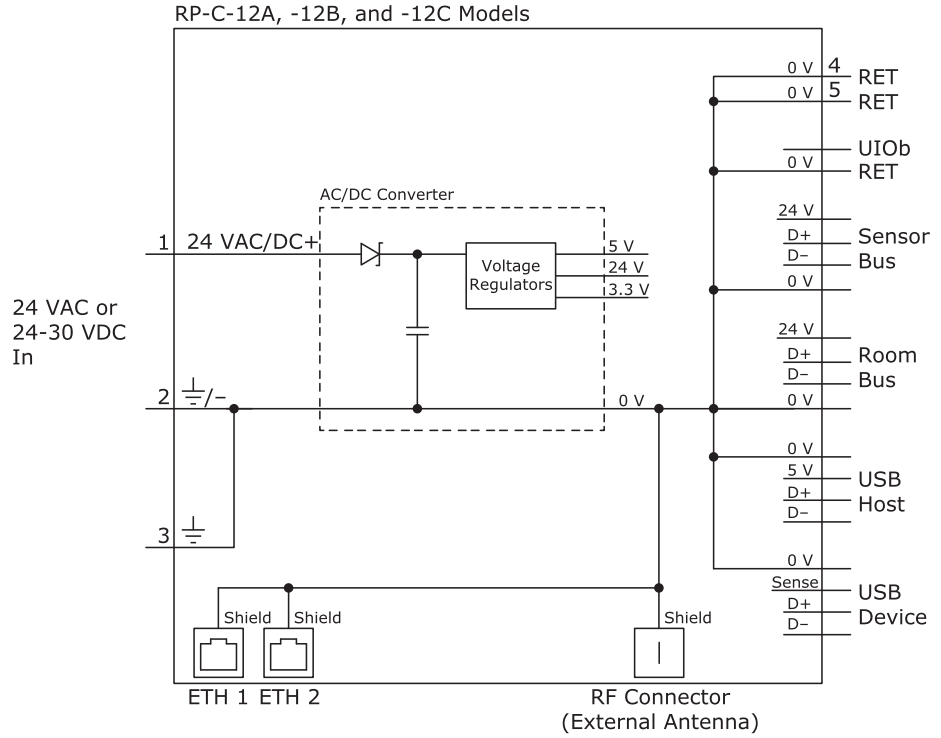 RP-C-12A, -12B, and -12C Models
0 V 4 RET
0 V 5 RET
UIOb
0 V RET
AC/DC Converter
24 V
1 24 VAC/DC+
D+ Sensor
D– Bus
5 V
Voltage
Regulators
24 V
3.3 V
0 V
24 VAC or
24-30 VDC
In
24 V
D+ Room
D– Bus
2 ⏚/–
0 V
0 V
0 V
5 V USB
D+ Host
D–
3 ⏚
0 V
Sense USB
D+ Device
D–
Shield Shield Shield
ETH 1 ETH 2 RF Connector
(External Antenna)